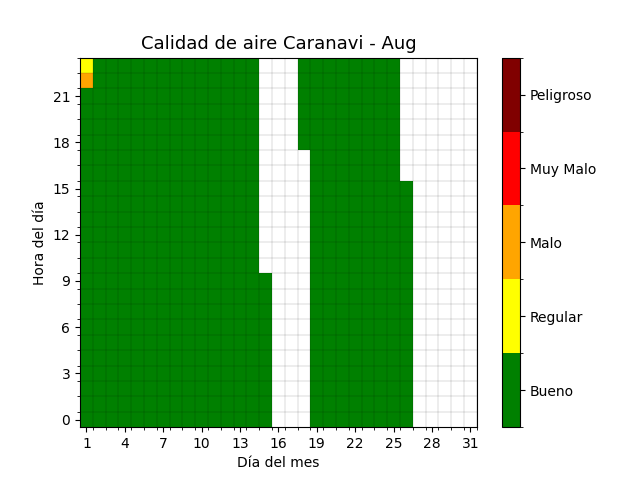 Calidad de aire Caranavi - Aug
Peligroso
Muy Malo
Malo
Regular
Bueno
Hora del día
21
18
15
12
9
6
3
0
1 4 7 10 13 16 19 22 25 28 31
Día del mes